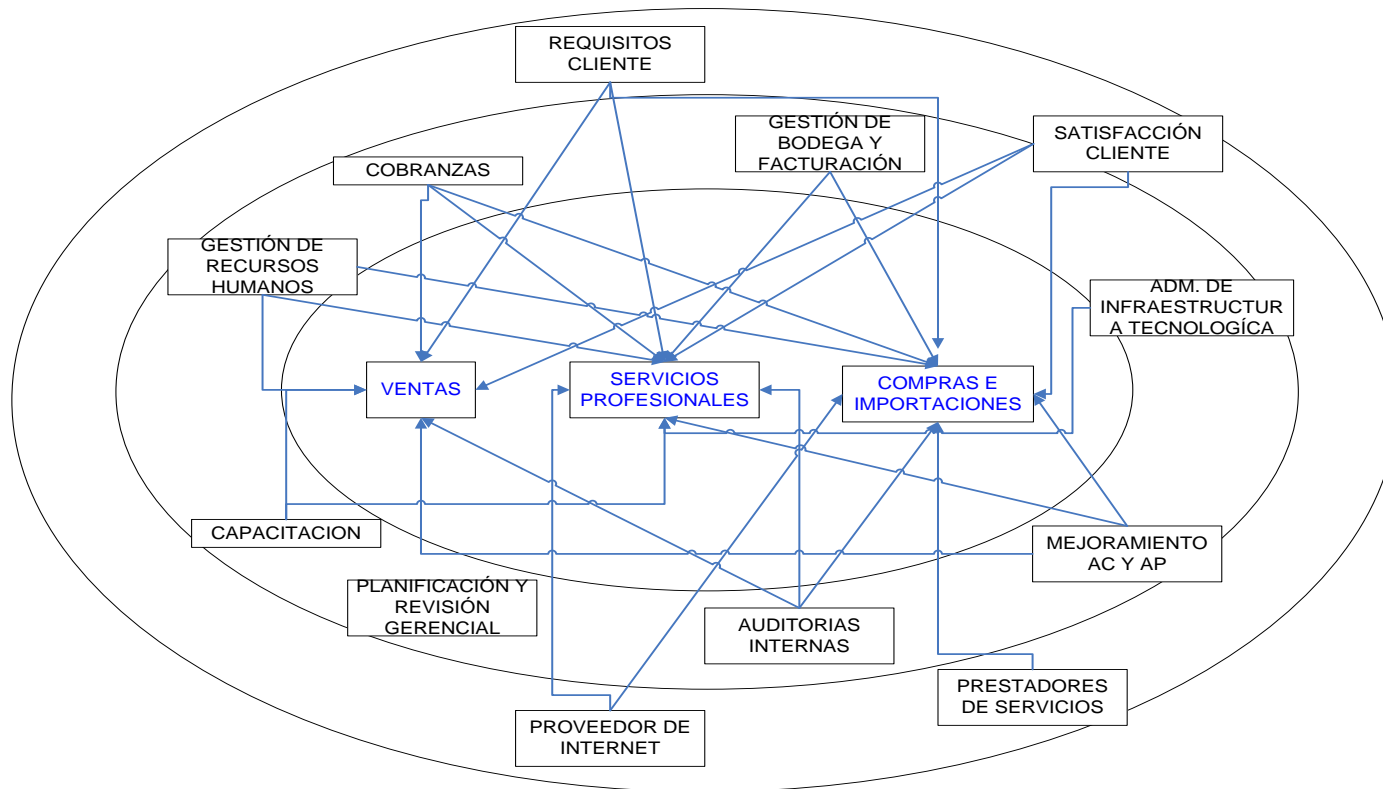 REQUISITOS
CLIENTE
GESTIÓN DE
BODEGA Y
FACTURACIÓN
SATISFACCIÓN
CLIENTE
COBRANZAS
GESTIÓN DE
RECURSOS
HUMANOS
ADM. DE
INFRAESTRUCTUR
A TECNOLOGÍCA
VENTAS
SERVICIOS
PROFESIONALES
COMPRAS E
IMPORTACIONES
CAPACITACION
MEJORAMIENTO
AC Y AP
PLANIFICACIÓN Y
REVISIÓN
GERENCIAL
AUDITORIAS
INTERNAS
PRESTADORES
DE SERVICIOS
PROVEEDOR DE
INTERNET